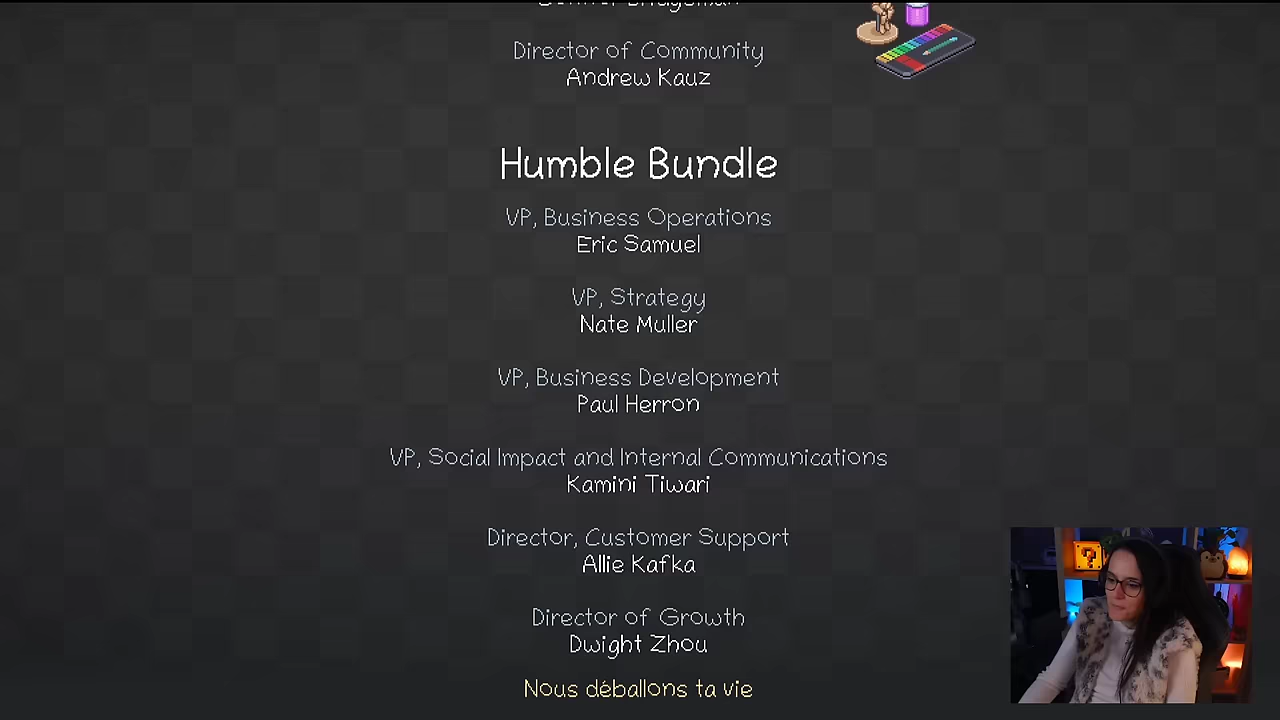 Director of Community
Andrew Kauz
Humble Bundle
VP, Business Operations
Eric Samuel
VP, Strategy
Nate Muller
VP, Business Development
Paul Herron
VP, Social Impact and Internal Communications
Kamini Tiwari
Director, Customer Support
Allie Kafka
Director of Growth
Dwight Zhou
Nous déballons ta vie